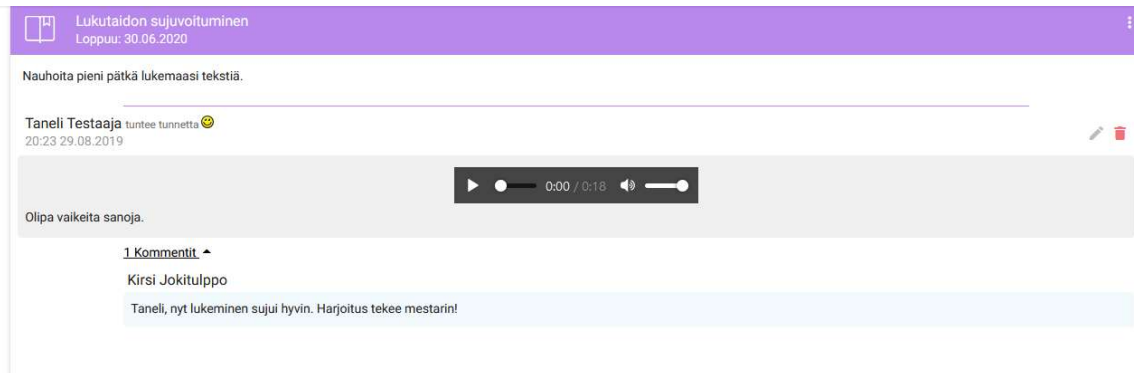 Lukutaidon sujuvoituminen
Loppuu: 30.06.2020
Nauhoita pieni pätkä lukemaasi tekstiä.
Taneli Testaaja tuntee tunnetta
20:23 29.08.2019
0:00 / 0:18
Olipa vaikeita sanoja.
1 Kommentit
Kirsi Jokitulppo
Taneli, nyt lukeminen sujui hyvin. Harjoitus tekee mestarin!